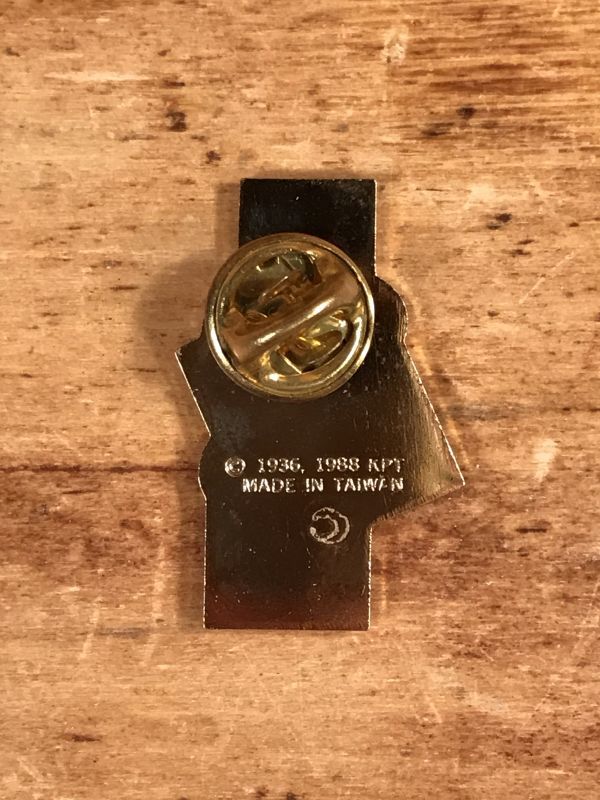 © 1936, 1988 KPT
MADE IN TAIWAN